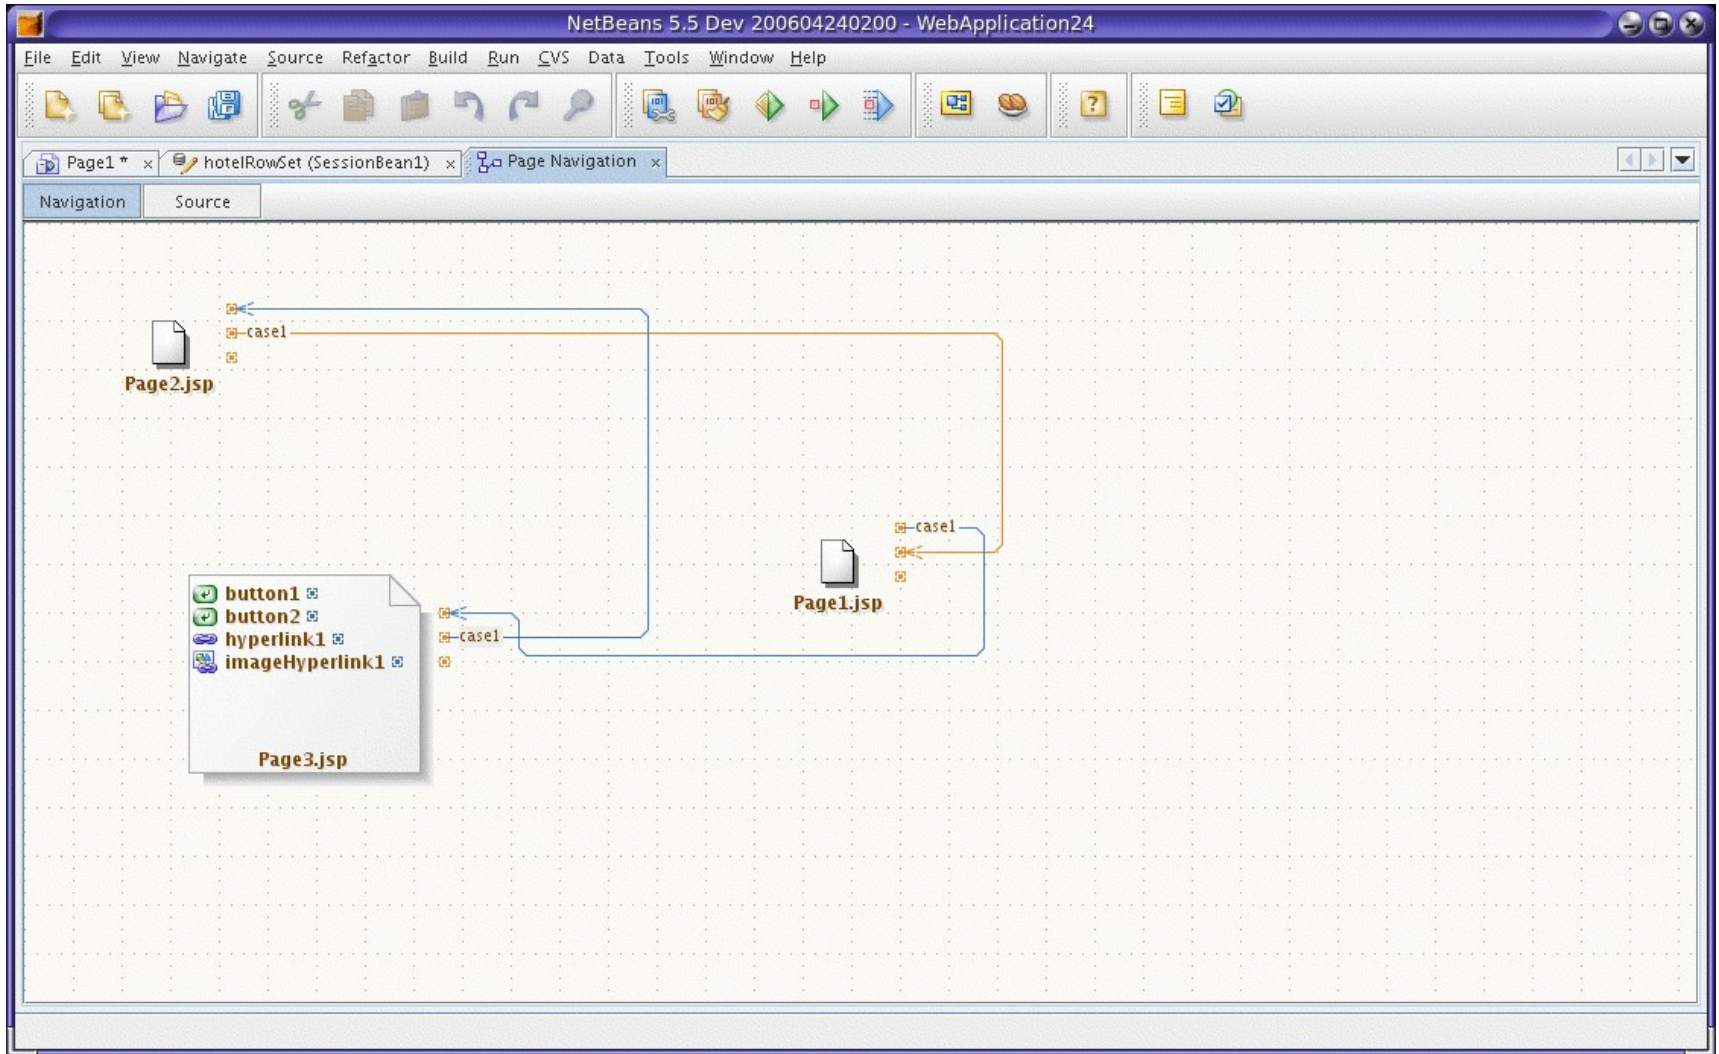 NetBeans 5.5 Dev 200604240200 - WebApplication24
File Edit View Navigate Source Refactor Build Run CVS Data Tools Window Help
Page1 * hotelRowSet (SessionBean1) Page Navigation
Navigation Source
case1
Page2.jsp
case1
Page1.jsp
button1
button2
hyperlink1
case1
imageHyperlink1
Page3.jsp